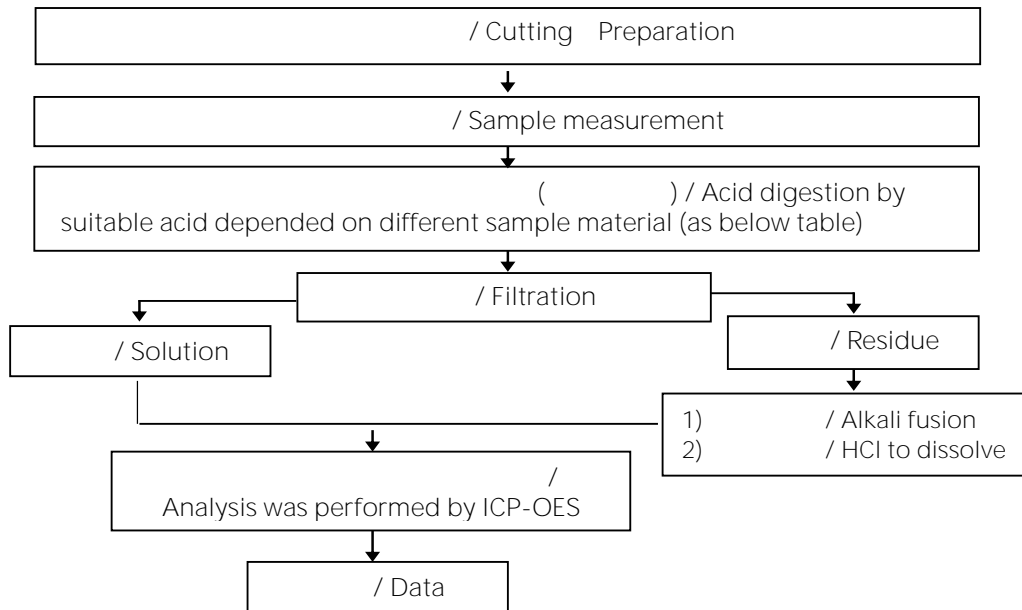 / Cutting Preparation
/ Sample measurement
( ) / Acid digestion by
suitable acid depended on different sample material (as below table)
/ Filtration
/ Solution
/ Residue
1) / Alkali fusion
2) / HCl to dissolve
/
Analysis was performed by ICP-OES
/ Data